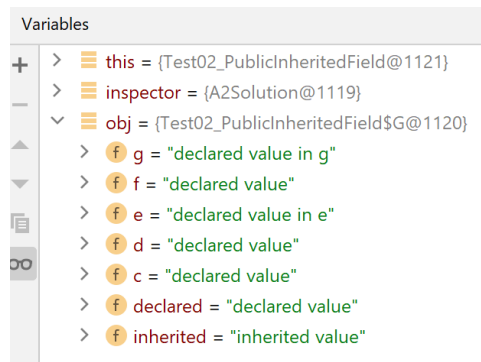 Variables
this = {Test02_PublicInheritedField@1121}
inspector = {A2Solution@1119}
obj = {Test02_PublicInheritedField$G@1120}
f g = "declared value in g"
f f = "declared value"
f e = "declared value in e"
f d = "declared value"
f c = "declared value"
f declared = "declared value"
f inherited = "inherited value"